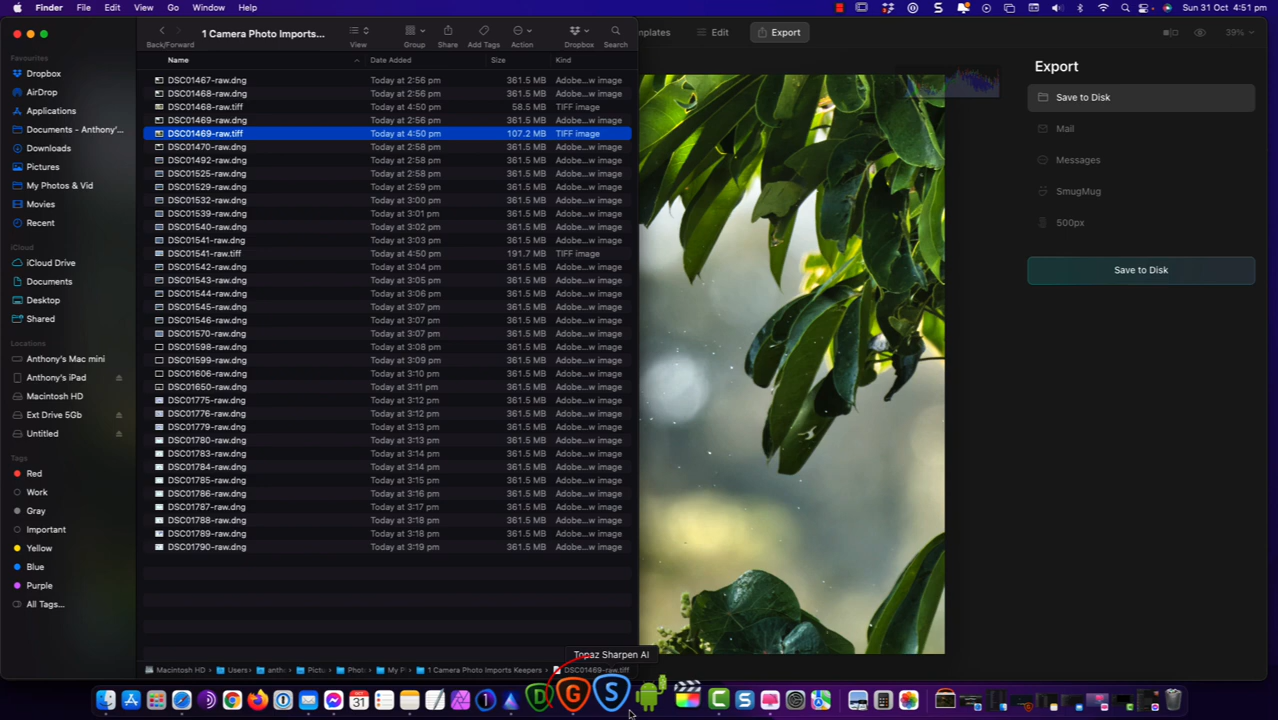 Finder File Edit View Go Window Help
Sun 31 Oct 4:51 pm
1 Camera Photo Imports...
Back/Forward View Group Share Add Tags Action Dropbox Search
Edit Export
39%
Favourites
Dropbox
AirDrop
Applications
Documents - Anthony'...
Downloads
Pictures
My Photos & Vid
Movies
Recent
iCloud
iCloud Drive
Documents
Desktop
Shared
Locations
Anthony's Mac mini
Anthony's iPad
Macintosh HD
Ext Drive 5Gb
Untitled
Tags
Red
Work
Gray
Important
Yellow
Blue
Purple
All Tags...
Name Date Added Size Kind
DSC01467-raw.dng Today at 2:56 pm 361.5 MB Adobe...w image
DSC01468-raw.dng Today at 2:56 pm 361.5 MB Adobe...w image
DSC01468-raw.tiff Today at 4:50 pm 58.5 MB TIFF image
DSC01469-raw.dng Today at 2:56 pm 361.5 MB Adobe...w image
DSC01469-raw.tiff Today at 4:50 pm 107.2 MB TIFF image
DSC01470-raw.dng Today at 2:58 pm 361.5 MB Adobe...w image
DSC01492-raw.dng Today at 2:58 pm 361.5 MB Adobe...w image
DSC01525-raw.dng Today at 2:58 pm 361.5 MB Adobe...w image
DSC01529-raw.dng Today at 2:59 pm 361.5 MB Adobe...w image
DSC01532-raw.dng Today at 3:00 pm 361.5 MB Adobe...w image
DSC01539-raw.dng Today at 3:01 pm 361.5 MB Adobe...w image
DSC01540-raw.dng Today at 3:02 pm 361.5 MB Adobe...w image
DSC01541-raw.dng Today at 3:03 pm 361.5 MB Adobe...w image
DSC01541-raw.tiff Today at 4:50 pm 191.7 MB TIFF image
DSC01542-raw.dng Today at 3:04 pm 361.5 MB Adobe...w image
DSC01543-raw.dng Today at 3:05 pm 361.5 MB Adobe...w image
DSC01544-raw.dng Today at 3:06 pm 361.5 MB Adobe...w image
DSC01545-raw.dng Today at 3:07 pm 361.5 MB Adobe...w image
DSC01546-raw.dng Today at 3:07 pm 361.5 MB Adobe...w image
DSC01570-raw.dng Today at 3:07 pm 361.5 MB Adobe...w image
DSC01598-raw.dng Today at 3:08 pm 361.5 MB Adobe...w image
DSC01599-raw.dng Today at 3:09 pm 361.5 MB Adobe...w image
DSC01606-raw.dng Today at 3:10 pm 361.5 MB Adobe...w image
DSC01650-raw.dng Today at 3:11 pm 361.5 MB Adobe...w image
DSC01775-raw.dng Today at 3:12 pm 361.5 MB Adobe...w image
DSC01776-raw.dng Today at 3:12 pm 361.5 MB Adobe...w image
DSC01779-raw.dng Today at 3:13 pm 361.5 MB Adobe...w image
DSC01780-raw.dng Today at 3:13 pm 361.5 MB Adobe...w image
DSC01783-raw.dng Today at 3:14 pm 361.5 MB Adobe...w image
DSC01784-raw.dng Today at 3:14 pm 361.5 MB Adobe...w image
DSC01785-raw.dng Today at 3:15 pm 361.5 MB Adobe...w image
DSC01786-raw.dng Today at 3:16 pm 361.5 MB Adobe...w image
DSC01787-raw.dng Today at 3:17 pm 361.5 MB Adobe...w image
DSC01788-raw.dng Today at 3:18 pm 361.5 MB Adobe...w image
DSC01789-raw.dng Today at 3:18 pm 361.5 MB Adobe...w image
DSC01790-raw.dng Today at 3:19 pm 361.5 MB Adobe...w image
Export
Save to Disk
Mail
Messages
SmugMug
500px
Save to Disk
Topaz Sharpen AI
Macintosh HD Users anth Pict Phot My P 1 Camera Photo Imports Keepers DSC01469-raw.tiff